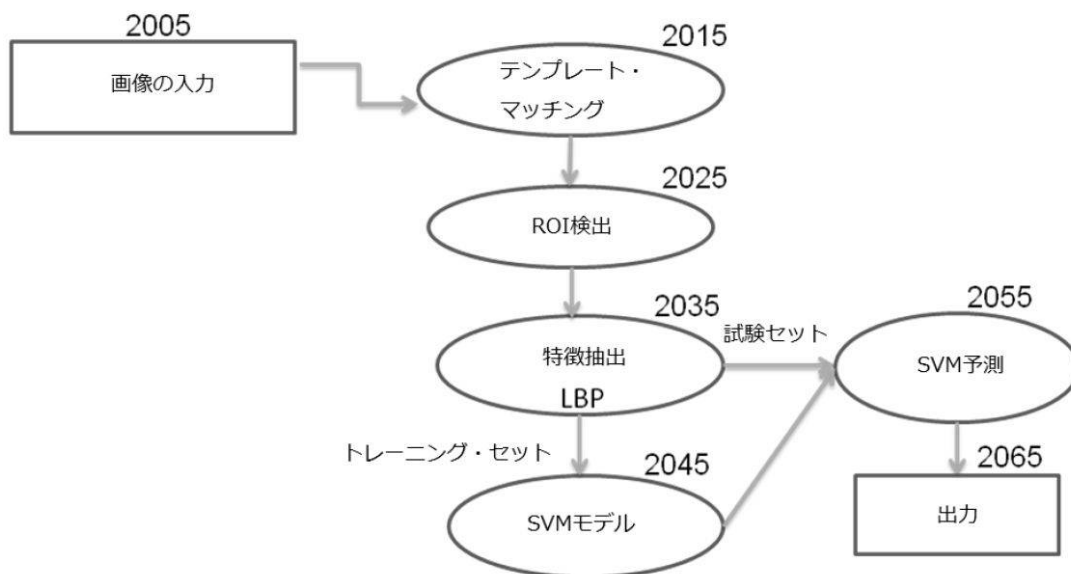 2005
画像の入力
2015
テンプレート・
マッチング
2025
ROI検出
2035
特徴抽出
LBP
試験セット
2055
SVM予測
トレーニング・セット
2045
SVMモデル
2065
出力